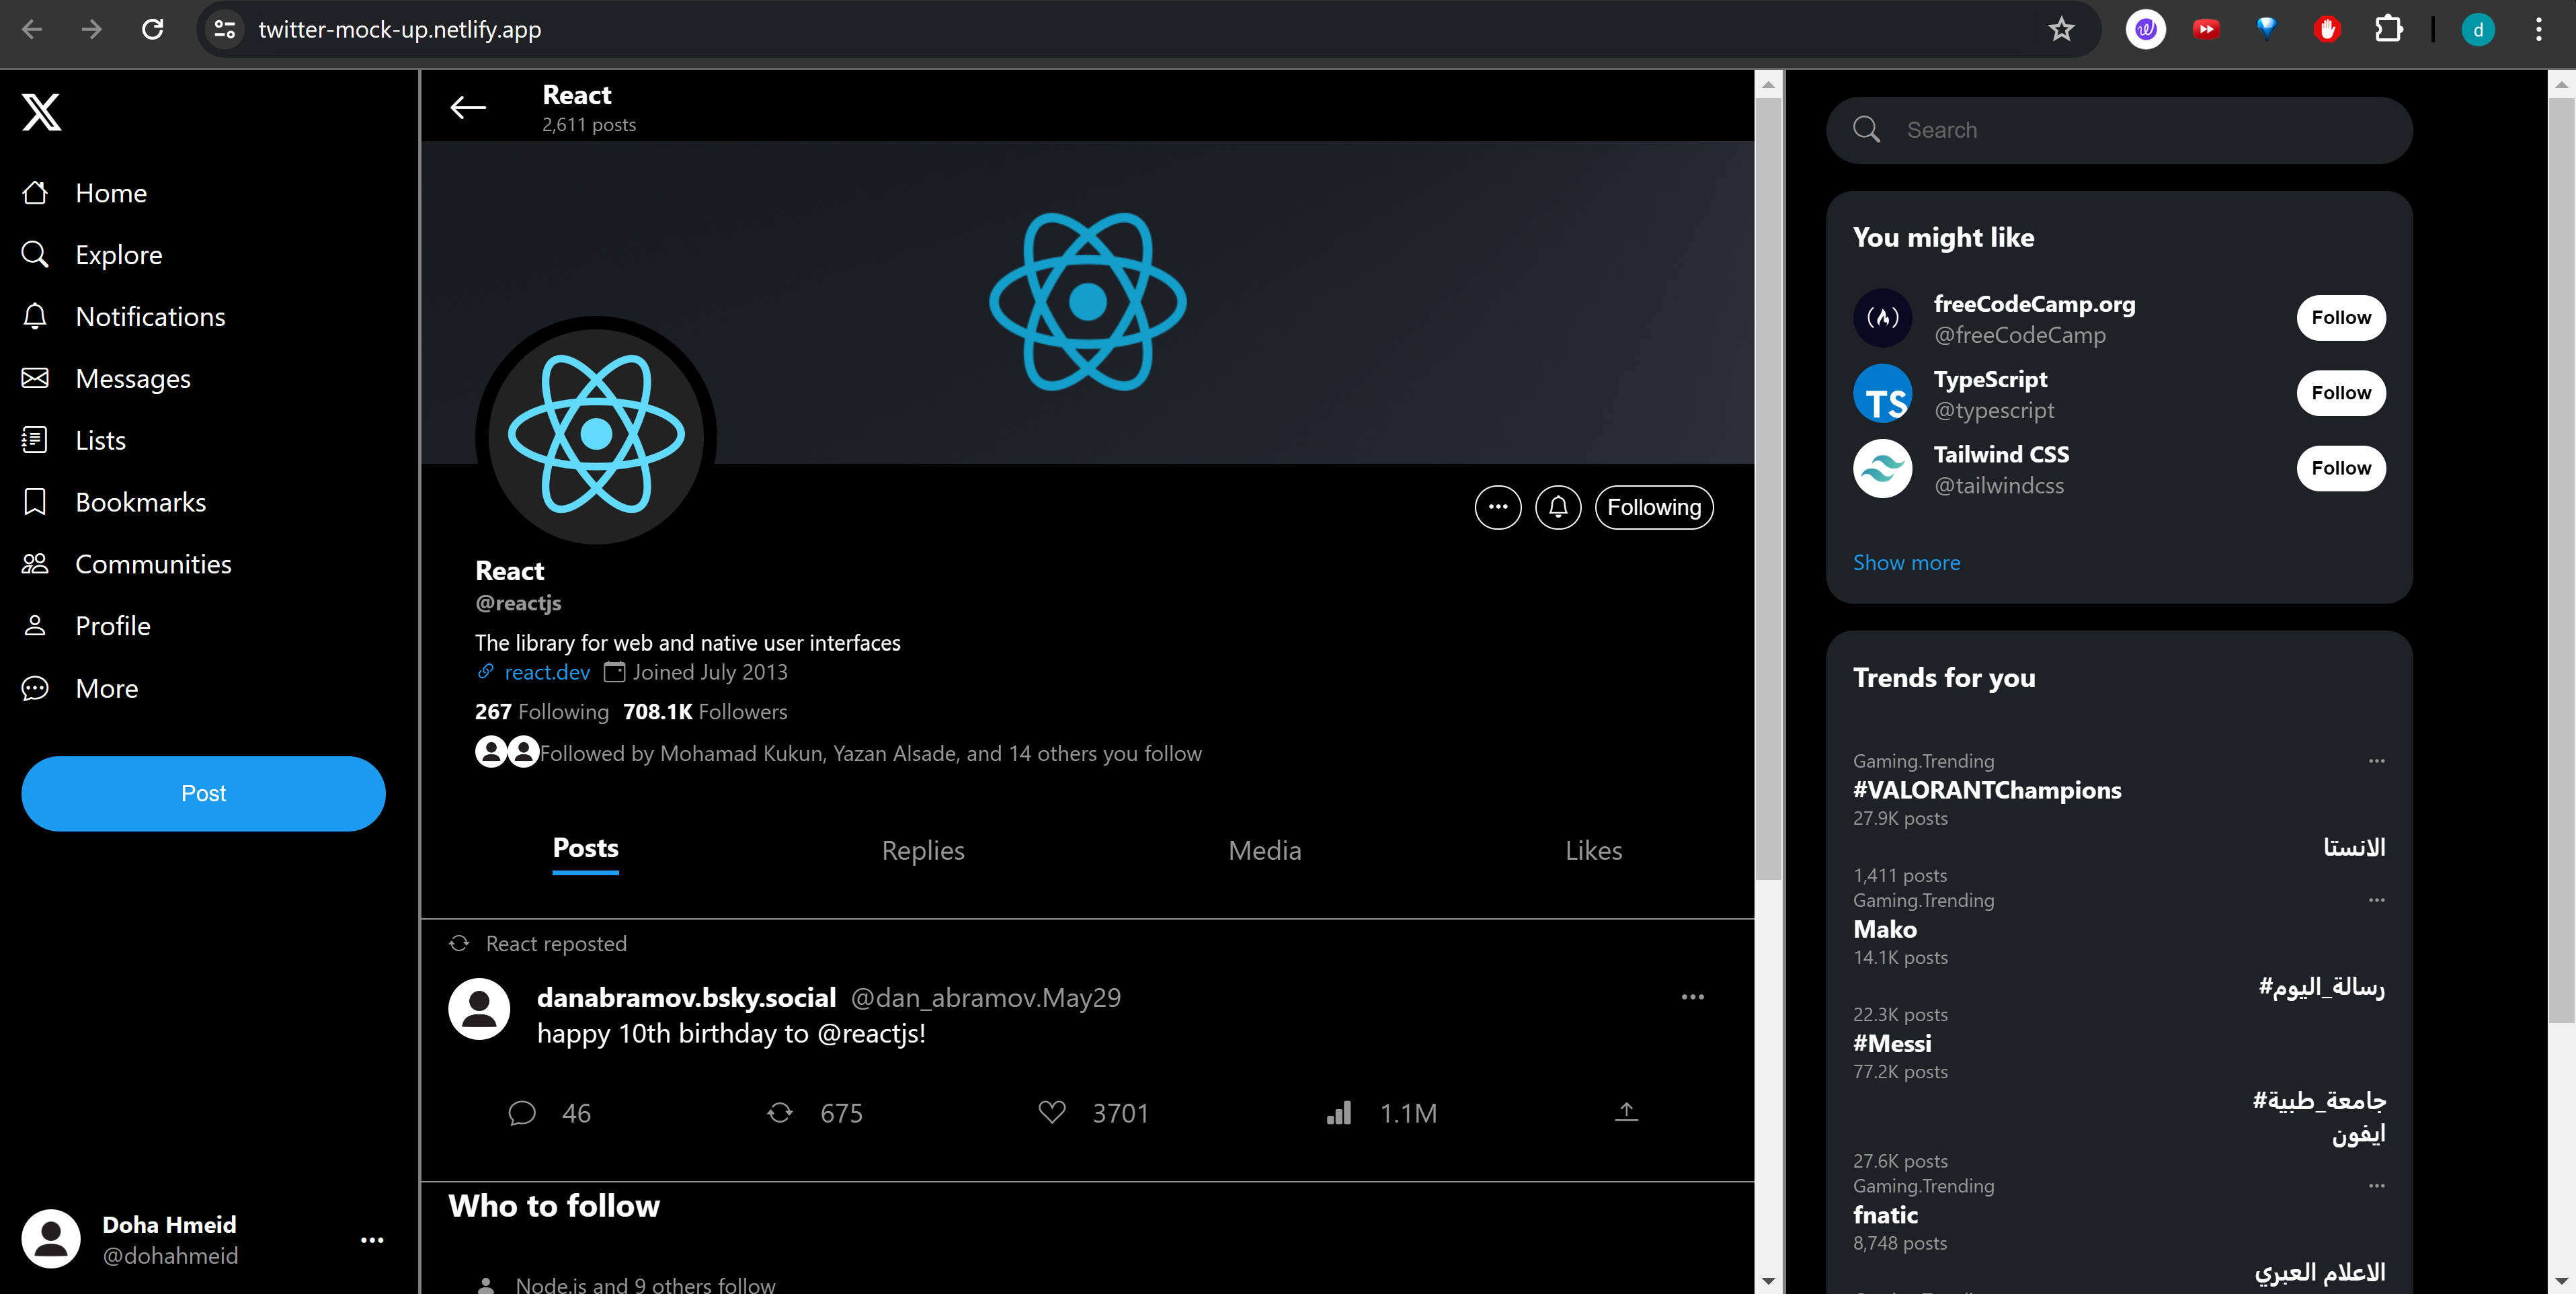 twitter-mock-up.netlify.app
d
Home
Explore
Notifications
Messages
Lists
Bookmarks
Communities
Profile
More
Post
Doha Hmeid
@dohahmeid
React
2,611 posts
Following
React
@reactjs
The library for web and native user interfaces
react.dev Joined July 2013
267 Following 708.1K Followers
Followed by Mohamad Kukun, Yazan Alsade, and 14 others you follow
Posts Replies Media Likes
React reposted
danabramov.bsky.social @dan_abramov.May29
happy 10th birthday to @reactjs!
46 675 3701 1.1M
Who to follow
Node.js and 9 others follow
Search
You might like
freeCodeCamp.org
@freeCodeCamp
Follow
TS
TypeScript
@typescript
Follow
Tailwind CSS
@tailwindcss
Follow
Show more
Trends for you
Gaming.Trending
#VALORANTChampions
27.9K posts
الانستا
1,411 posts
Gaming.Trending
Mako
14.1K posts
رسالة_اليوم#
22.3K posts
#Messi
77.2K posts
جامعة_طيبة#
ايفون
27.6K posts
Gaming.Trending
fnatic
8,748 posts
الاعلام العبري